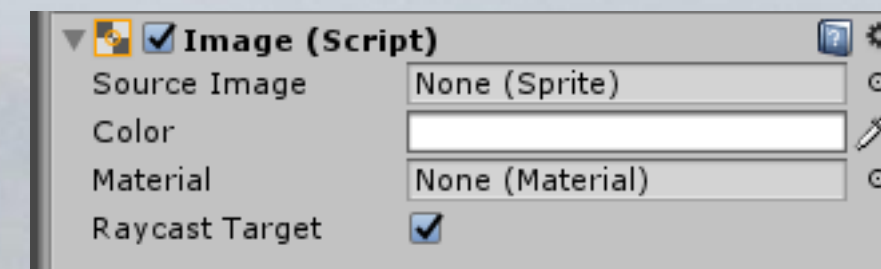 Image (Script)
Source Image None (Sprite)
Color
Material None (Material)
Raycast Target